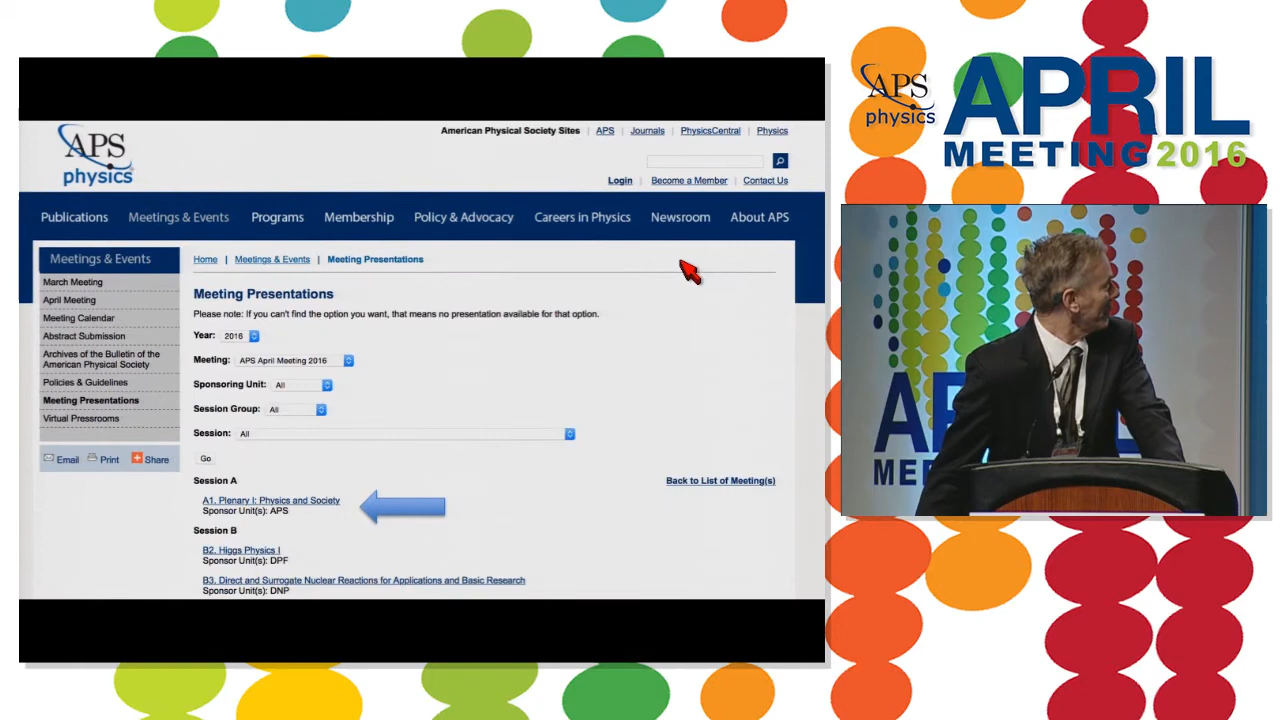 American Physical Society Sites | APS | Journals | PhysicsCentral | Physics
APS
physics
Login | Become a Member | Contact Us
Publications Meetings & Events Programs Membership Policy & Advocacy Careers in Physics Newsroom About APS
Meetings & Events
March Meeting
April Meeting
Meeting Calendar
Abstract Submission
Archives of the Bulletin of the
American Physical Society
Policies & Guidelines
Meeting Presentations
Virtual Pressrooms
Email Print Share
Home | Meetings & Events | Meeting Presentations
Meeting Presentations
Please note: If you can't find the option you want, that means no presentation available for that option.
Year: 2016
Meeting: APS April Meeting 2016
Sponsoring Unit: All
Session Group: All
Session: All
Go
Session A
Back to List of Meeting(s)
A1. Plenary I: Physics and Society
Sponsor Unit(s): APS
Session B
B2. Higgs Physics I
Sponsor Unit(s): DPF
B3. Direct and Surrogate Nuclear Reactions for Applications and Basic Research
Sponsor Unit(s): DNP
APS
physics
APRIL
MEETING 2016
AP
MEE